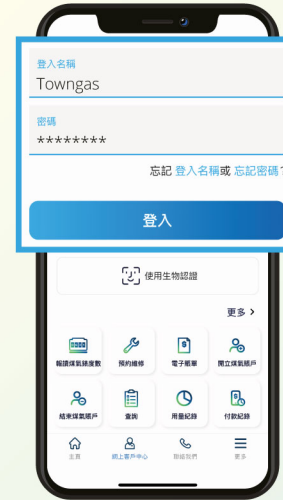 登入名稱
Towngas
密碼
********
忘記 登入名稱或 忘記密碼?
登入
使用生物認證
更多 >
報讀煤氣錶度數 預約維修 電子賬單 開立煤氣賬戶
結束煤氣賬戶 查詢 用量紀錄 付款紀錄
主頁 網上客戶中心 聯絡我們 更多